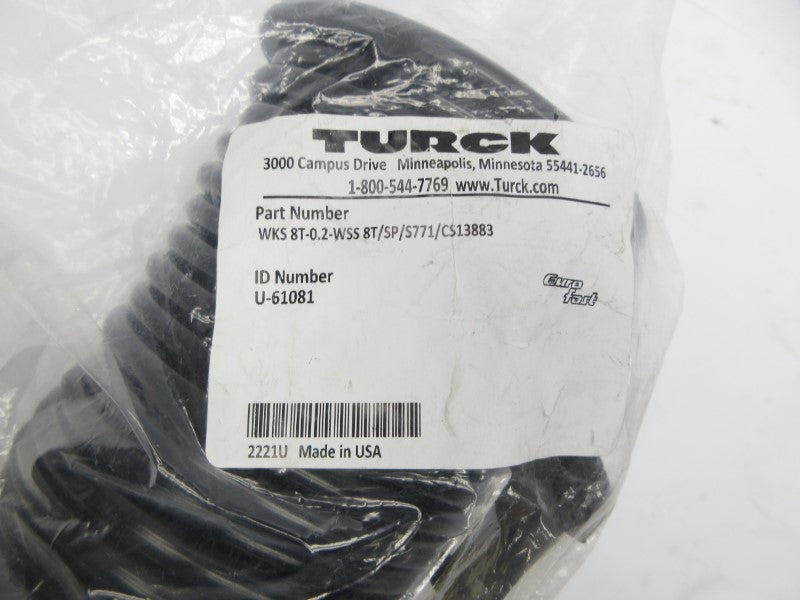 TURCK
3000 Campus Drive Minneapolis, Minnesota 55441-2656
1-800-544-7769 www.Turck.com
Part Number
WKS 8T-0.2-WSS 8T/SP/S771/CS13883
ID Number
U-61081
Euro
fast
2221U Made in USA